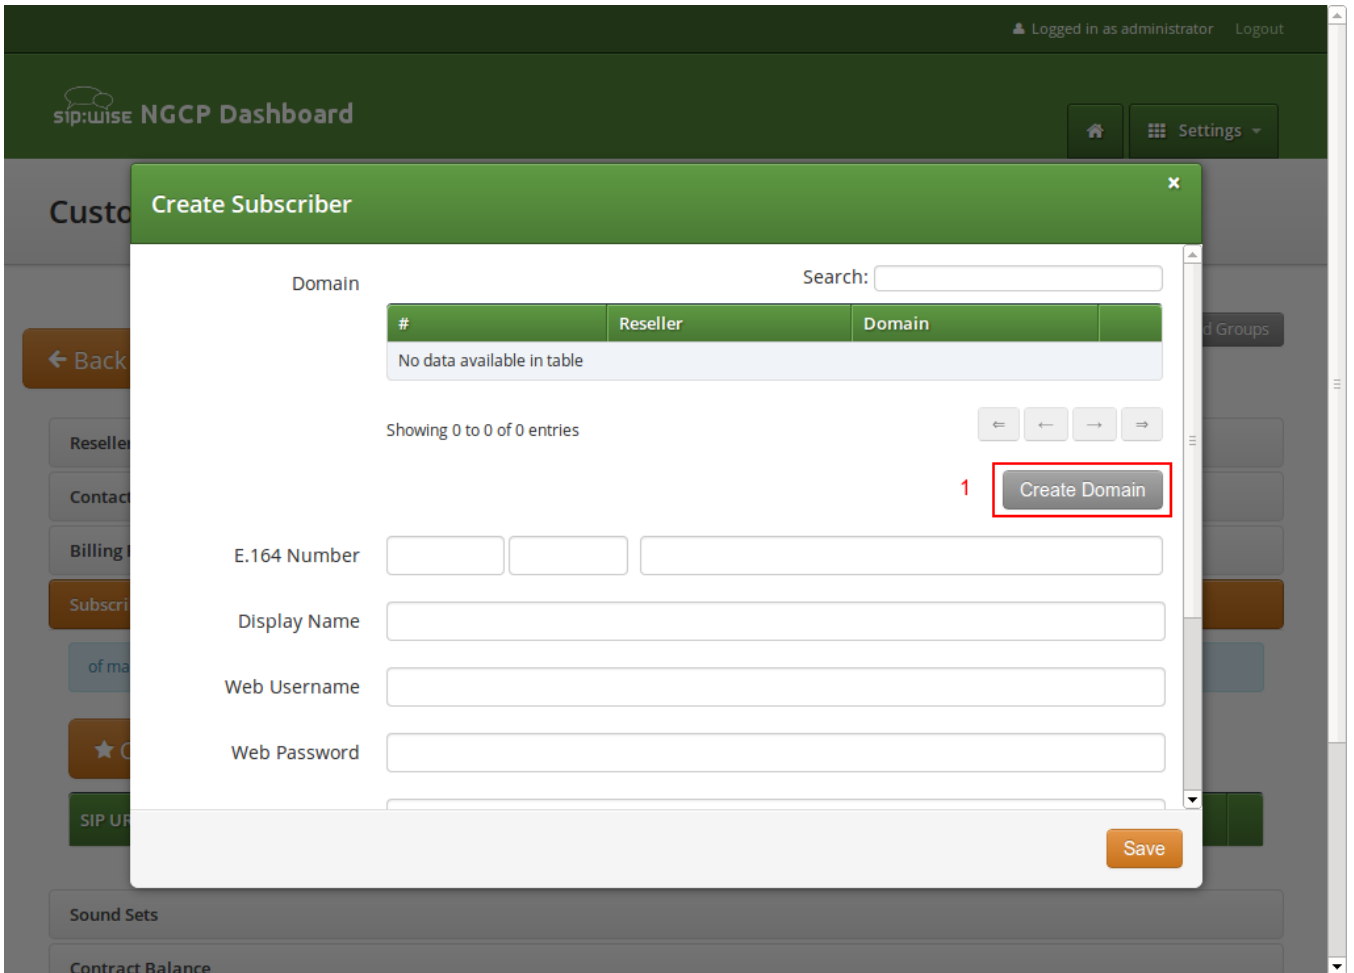 Logged in as administrator Logout
sip:wise NGCP Dashboard
Settings
Custo
Create Subscriber
×
Domain
Search:
# Reseller Domain
d Groups
Back
No data available in table
Showing 0 to 0 of 0 entries
⇐ ← → ⇒
Reseller
1 Create Domain
Contact
Billing
E.164 Number
Subscri
Display Name
of ma
Web Username
Web Password
SIP UR
Save
Sound Sets
Contract Balance